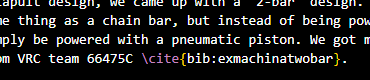 apult design, we came up with a "2-bar" design.
me thing as a chain bar, but instead of being pow
mply be powered with a pneumatic piston. We got m
om VRC team 66475C \cite{bib:exmachinatwobar}.